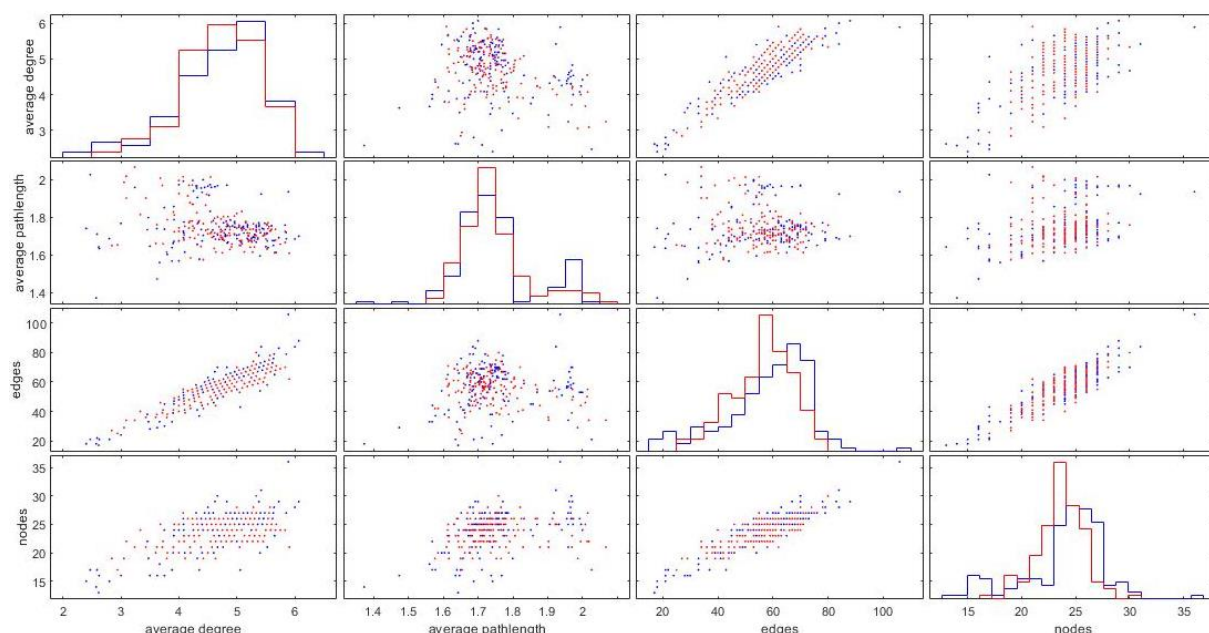 average degree
6
5
4
3
average pathlength
2
1.8
1.6
1.4
edges
100
80
60
40
20
nodes
35
30
25
20
15
2 3 4 5 6
1.4 1.5 1.6 1.7 1.8 1.9 2
20 40 60 80 100
15 20 25 30 35
average degree average pathlength edges nodes